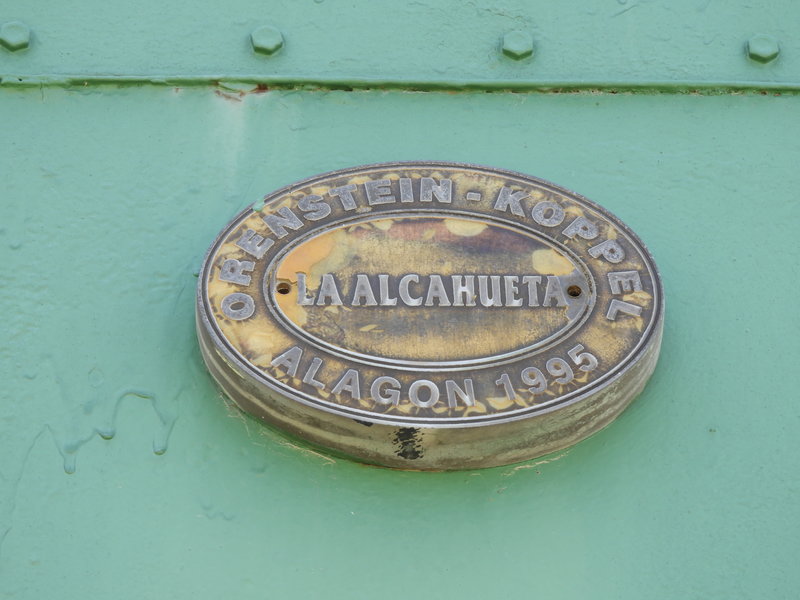 ORENSTEIN - KOPPEL
LA ALCAHUETA
ALAGON 1995